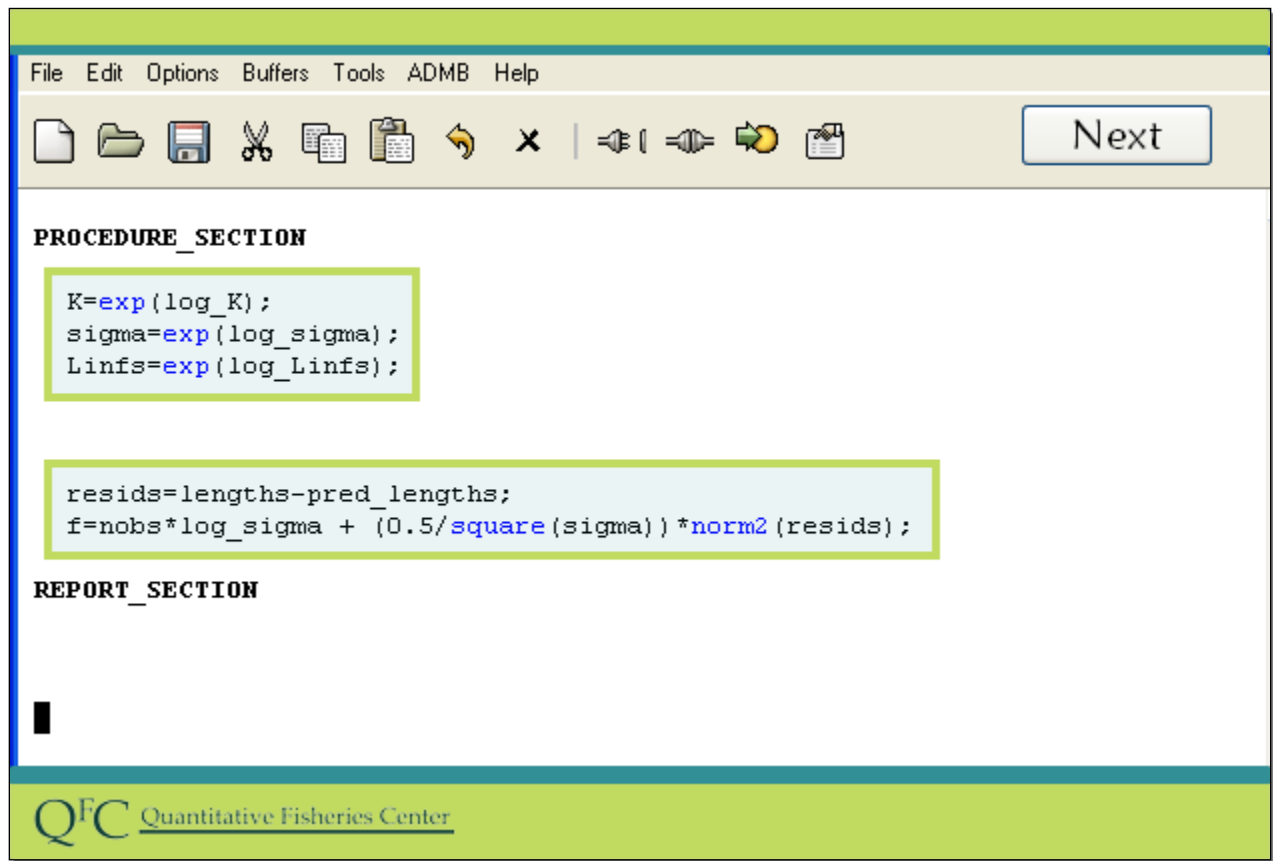 File Edit Options Buffers Tools ADMB Help
Next
PROCEDURE_SECTION
K=exp(log_K);
sigma=exp(log_sigma);
Linfs=exp(log_Linfs);
resids=lengths-pred_lengths;
f=nobs*log_sigma + (0.5/square(sigma))*norm2(resids);
REPORT_SECTION
QFC Quantitative Fisheries Center